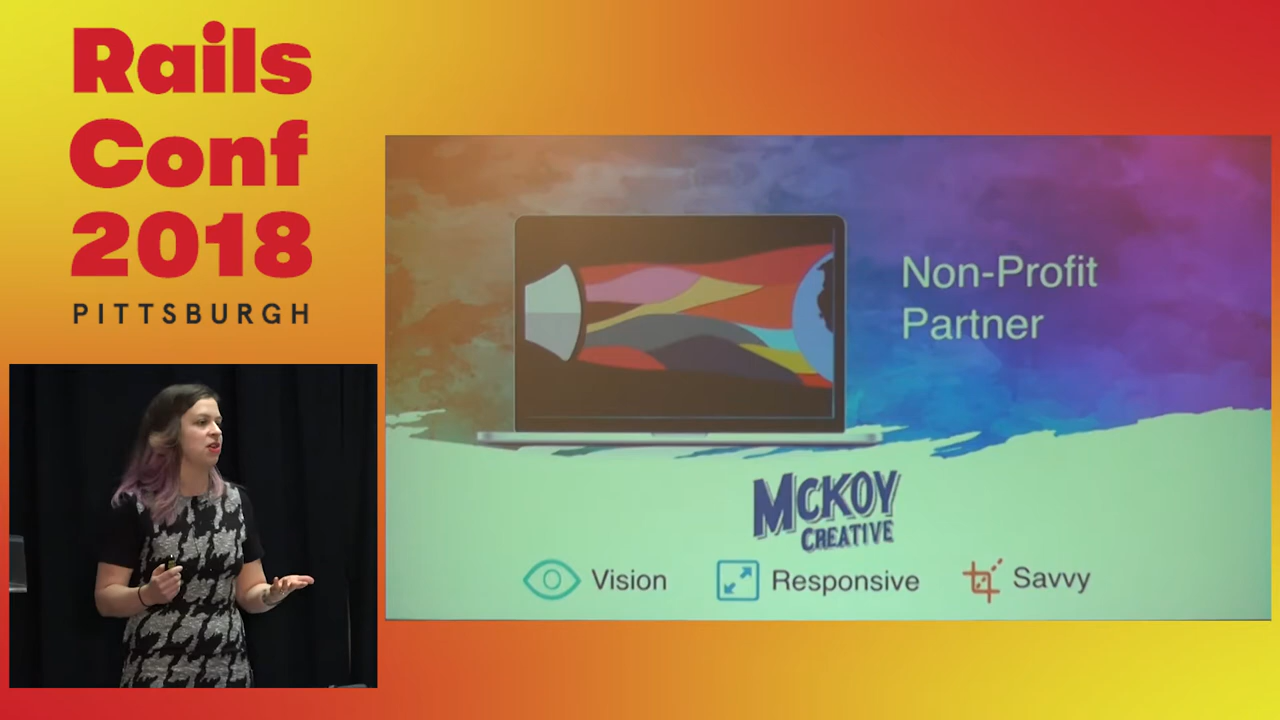 Rails
Conf
2018
PITTSBURGH
Non-Profit
Partner
McKOY
CREATIVE
Vision
Responsive
Savvy